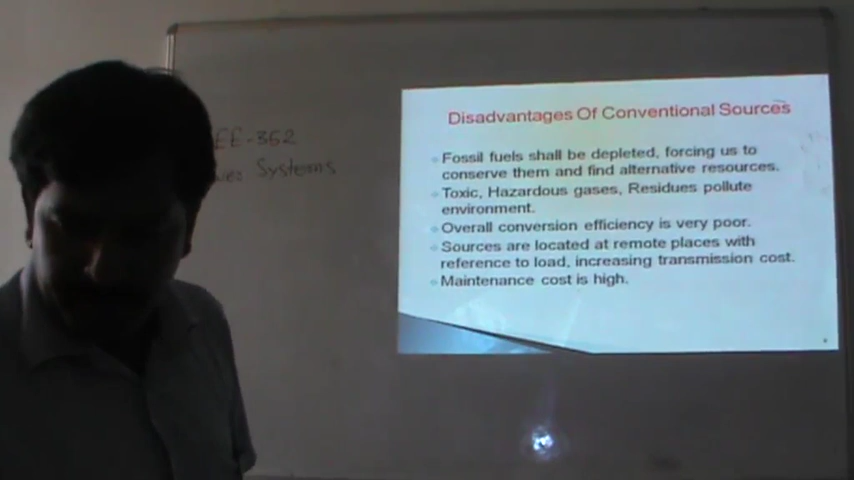 EE-352
Systems
Disadvantages Of Conventional Sources
Fossil fuels shall be depleted, forcing us to
conserve them and find alternative resources.
Toxic, Hazardous gases, Residues pollute
environment.
Overall conversion efficiency is very poor.
Sources are located at remote places with
reference to load, increasing transmission cost.
Maintenance cost is high.